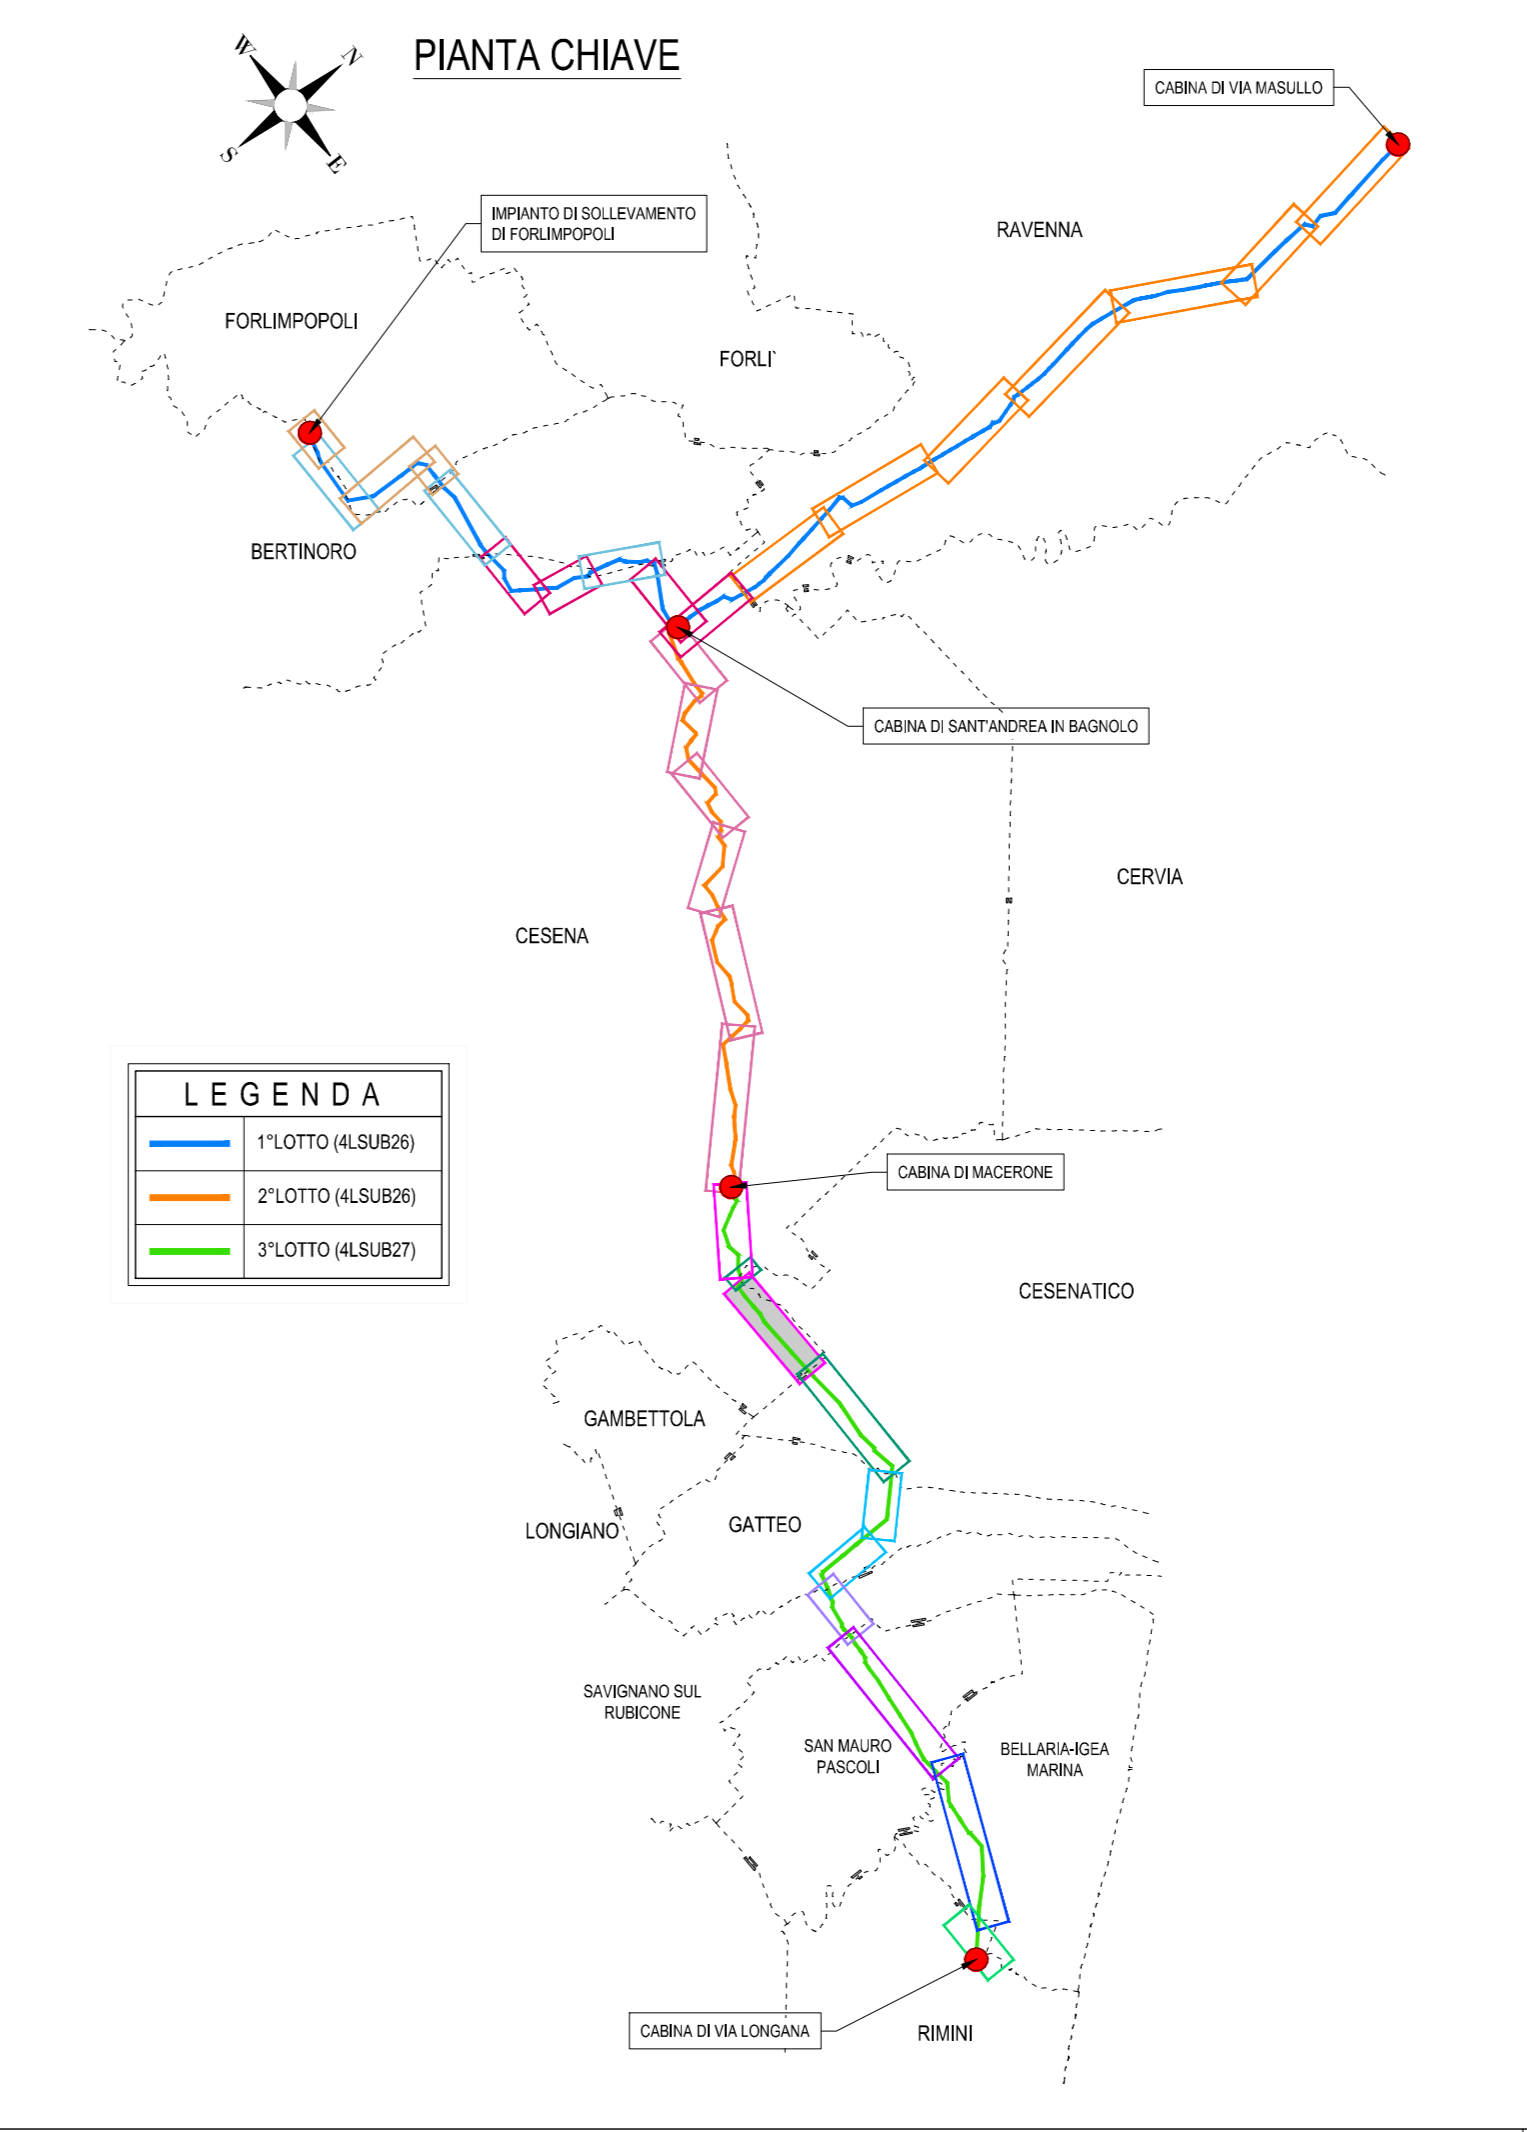 PIANTA CHIAVE
W
N
S
E
CABINA DI VIA MASULLO
IMPIANTO DI SOLLEVAMENTO
DI FORLIMPOPOLI
RAVENNA
FORLIMPOPOLI
FORLI`
BERTINORO
CABINA DI SANT'ANDREA IN BAGNOLO
CERVIA
CESENA
LEGENDA
1°LOTTO (4LSUB26)
2°LOTTO (4LSUB26)
3°LOTTO (4LSUB27)
CABINA DI MACERONE
CESENATICO
GAMBETTOLA
LONGIANO
GATTEO
SAVIGNANO SUL
RUBICONE
SAN MAURO
PASCOLI
BELLARIA-IGEA
MARINA
CABINA DI VIA LONGANA
RIMINI